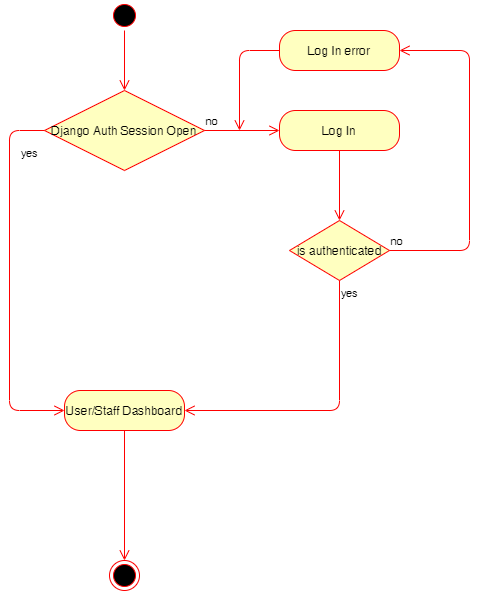 Log In error
no
Django Auth Session Open
Log In
yes
no
is authenticated
yes
User/Staff Dashboard